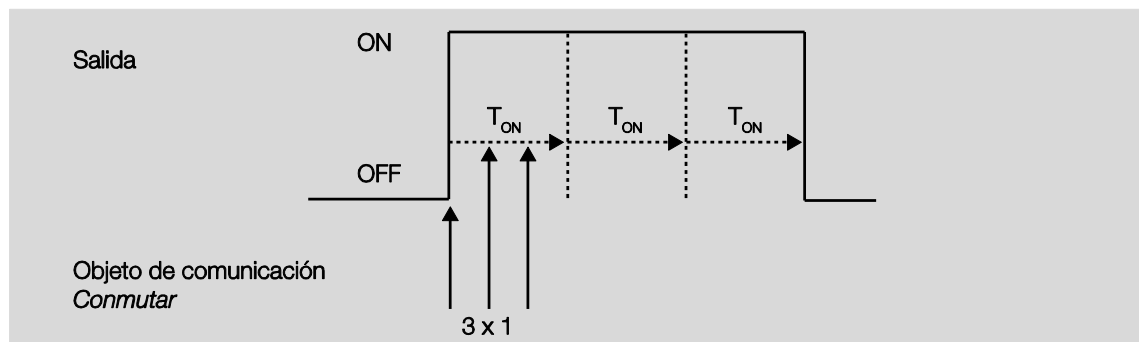 ON
Salida
T_ON T_ON T_ON
OFF
Objeto de comunicación
Conmutar
3 x 1